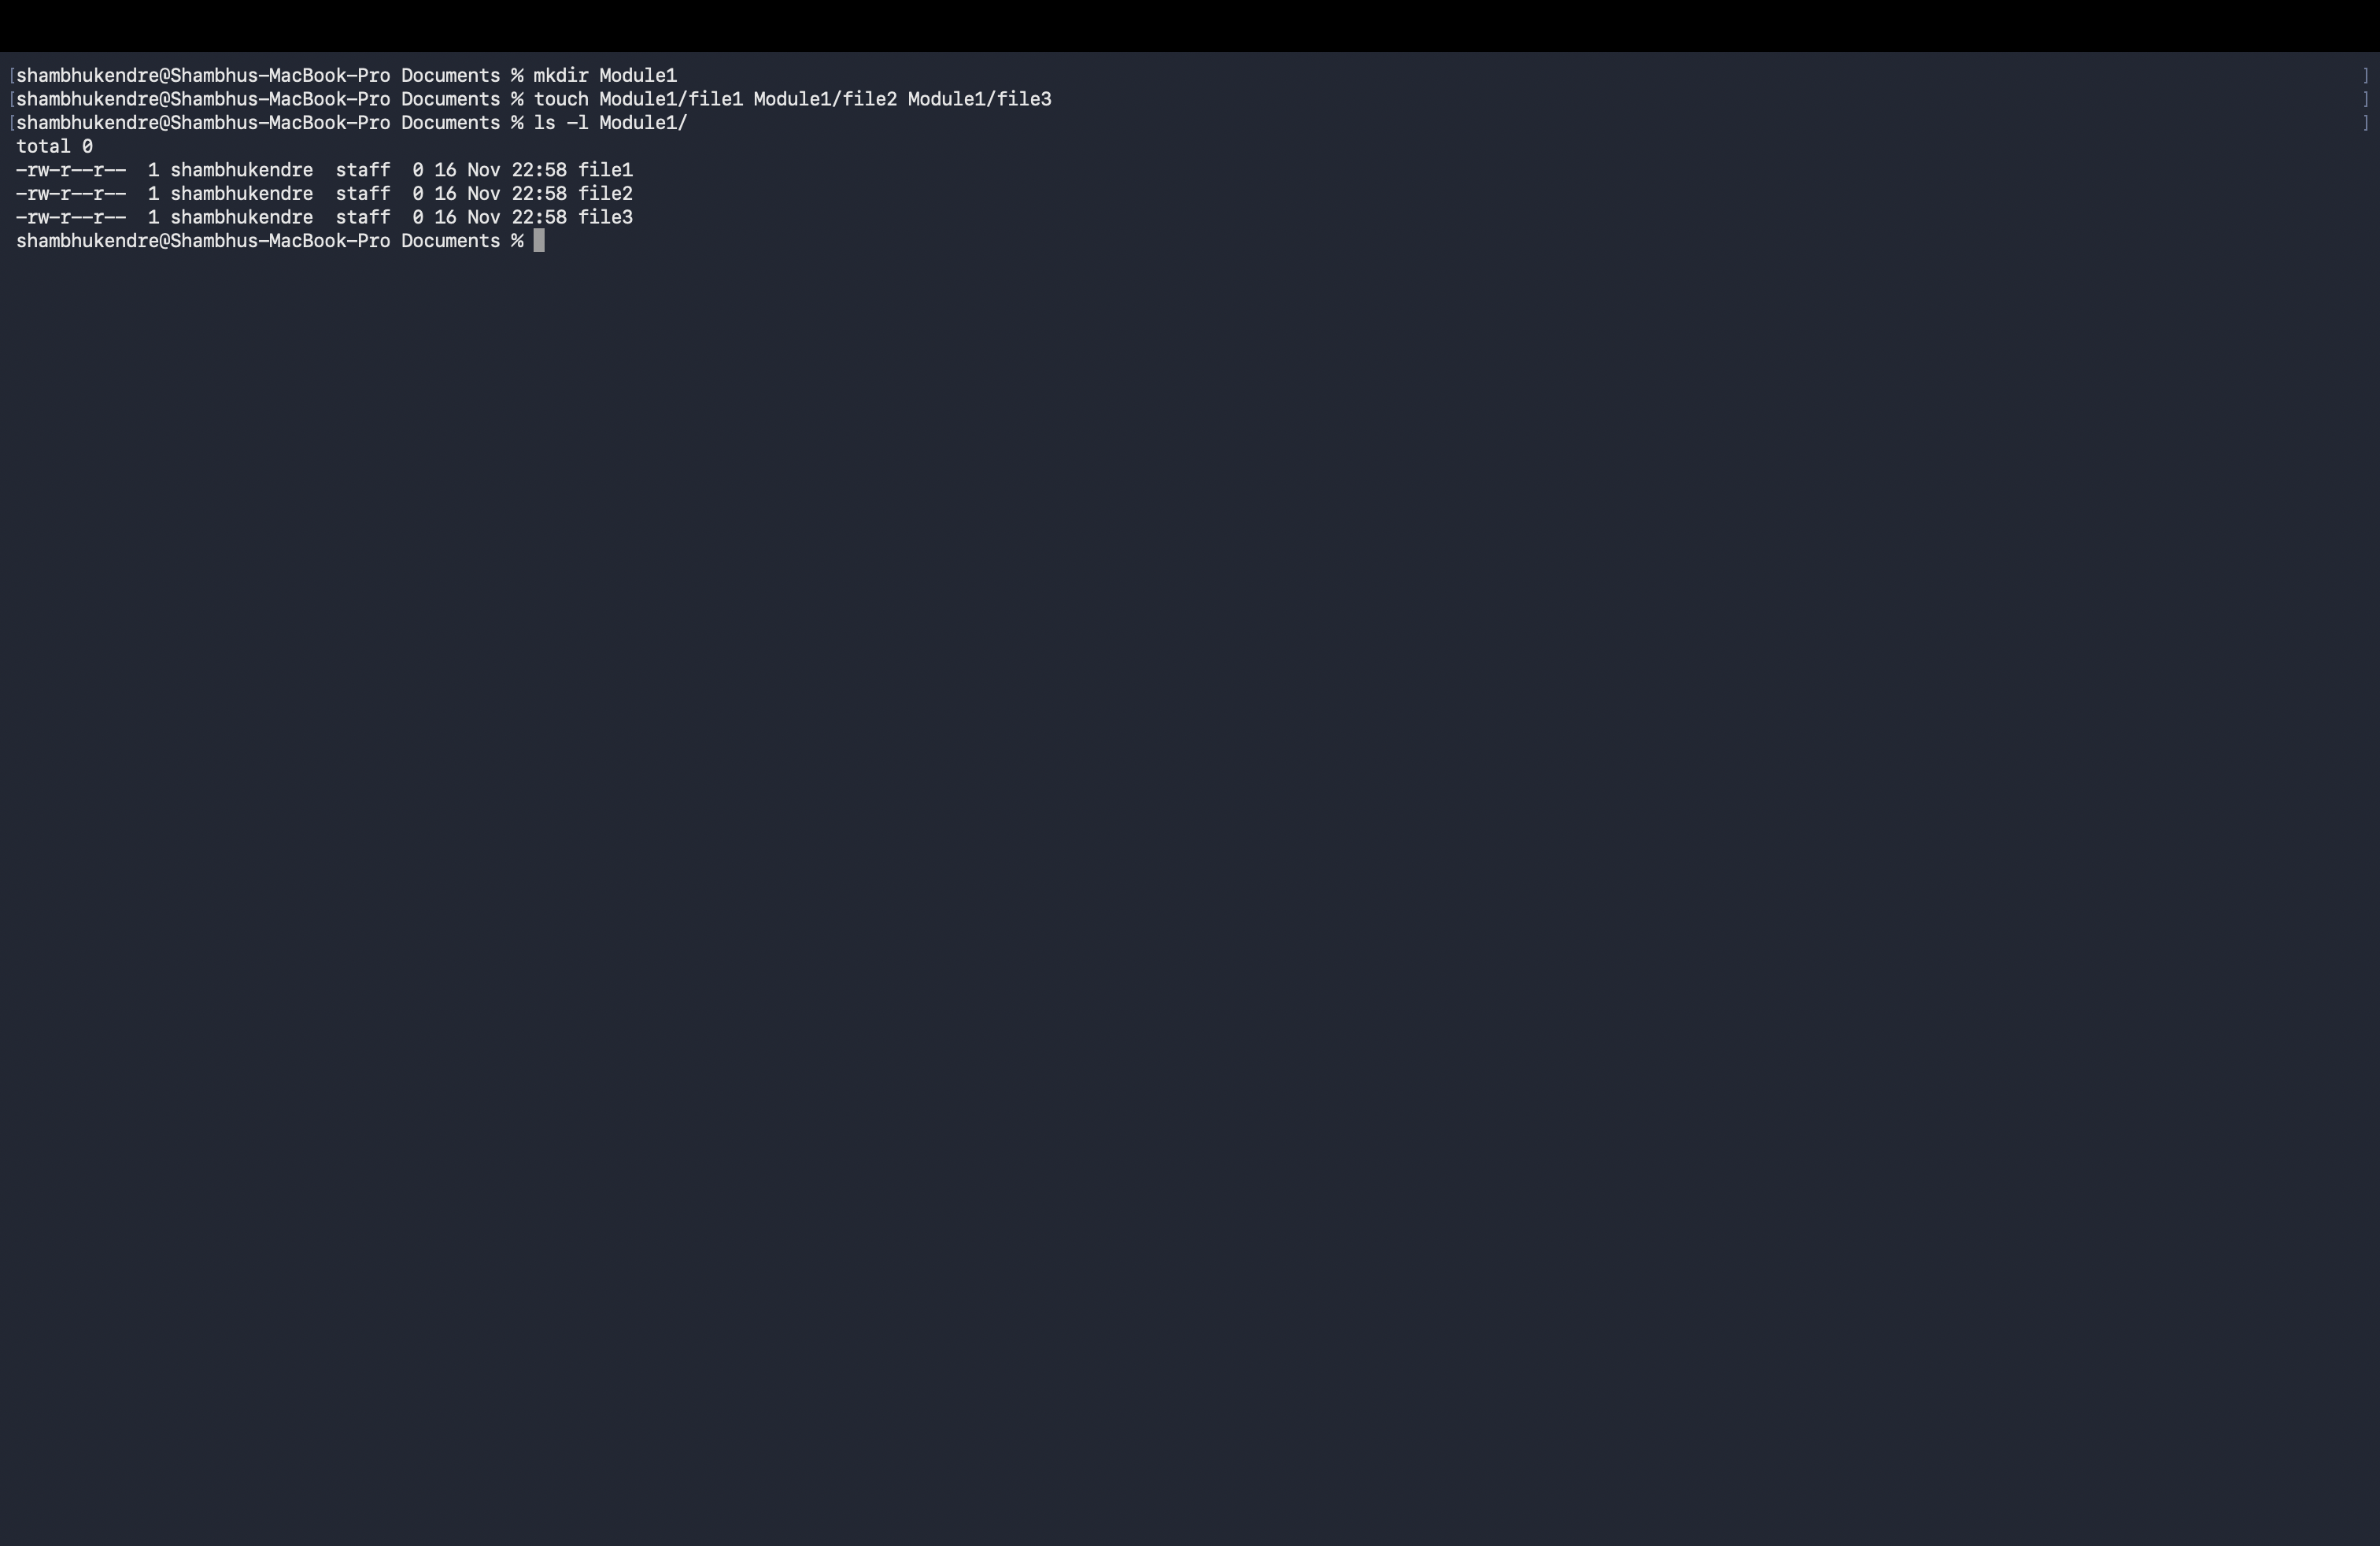 [shambhukendre@Shambhus-MacBook-Pro Documents % mkdir Module1 ]
[shambhukendre@Shambhus-MacBook-Pro Documents % touch Module1/file1 Module1/file2 Module1/file3 ]
[shambhukendre@Shambhus-MacBook-Pro Documents % ls -l Module1/ ]
total 0
-rw-r--r--  1 shambhukendre  staff  0 16 Nov 22:58 file1
-rw-r--r--  1 shambhukendre  staff  0 16 Nov 22:58 file2
-rw-r--r--  1 shambhukendre  staff  0 16 Nov 22:58 file3
shambhukendre@Shambhus-MacBook-Pro Documents %